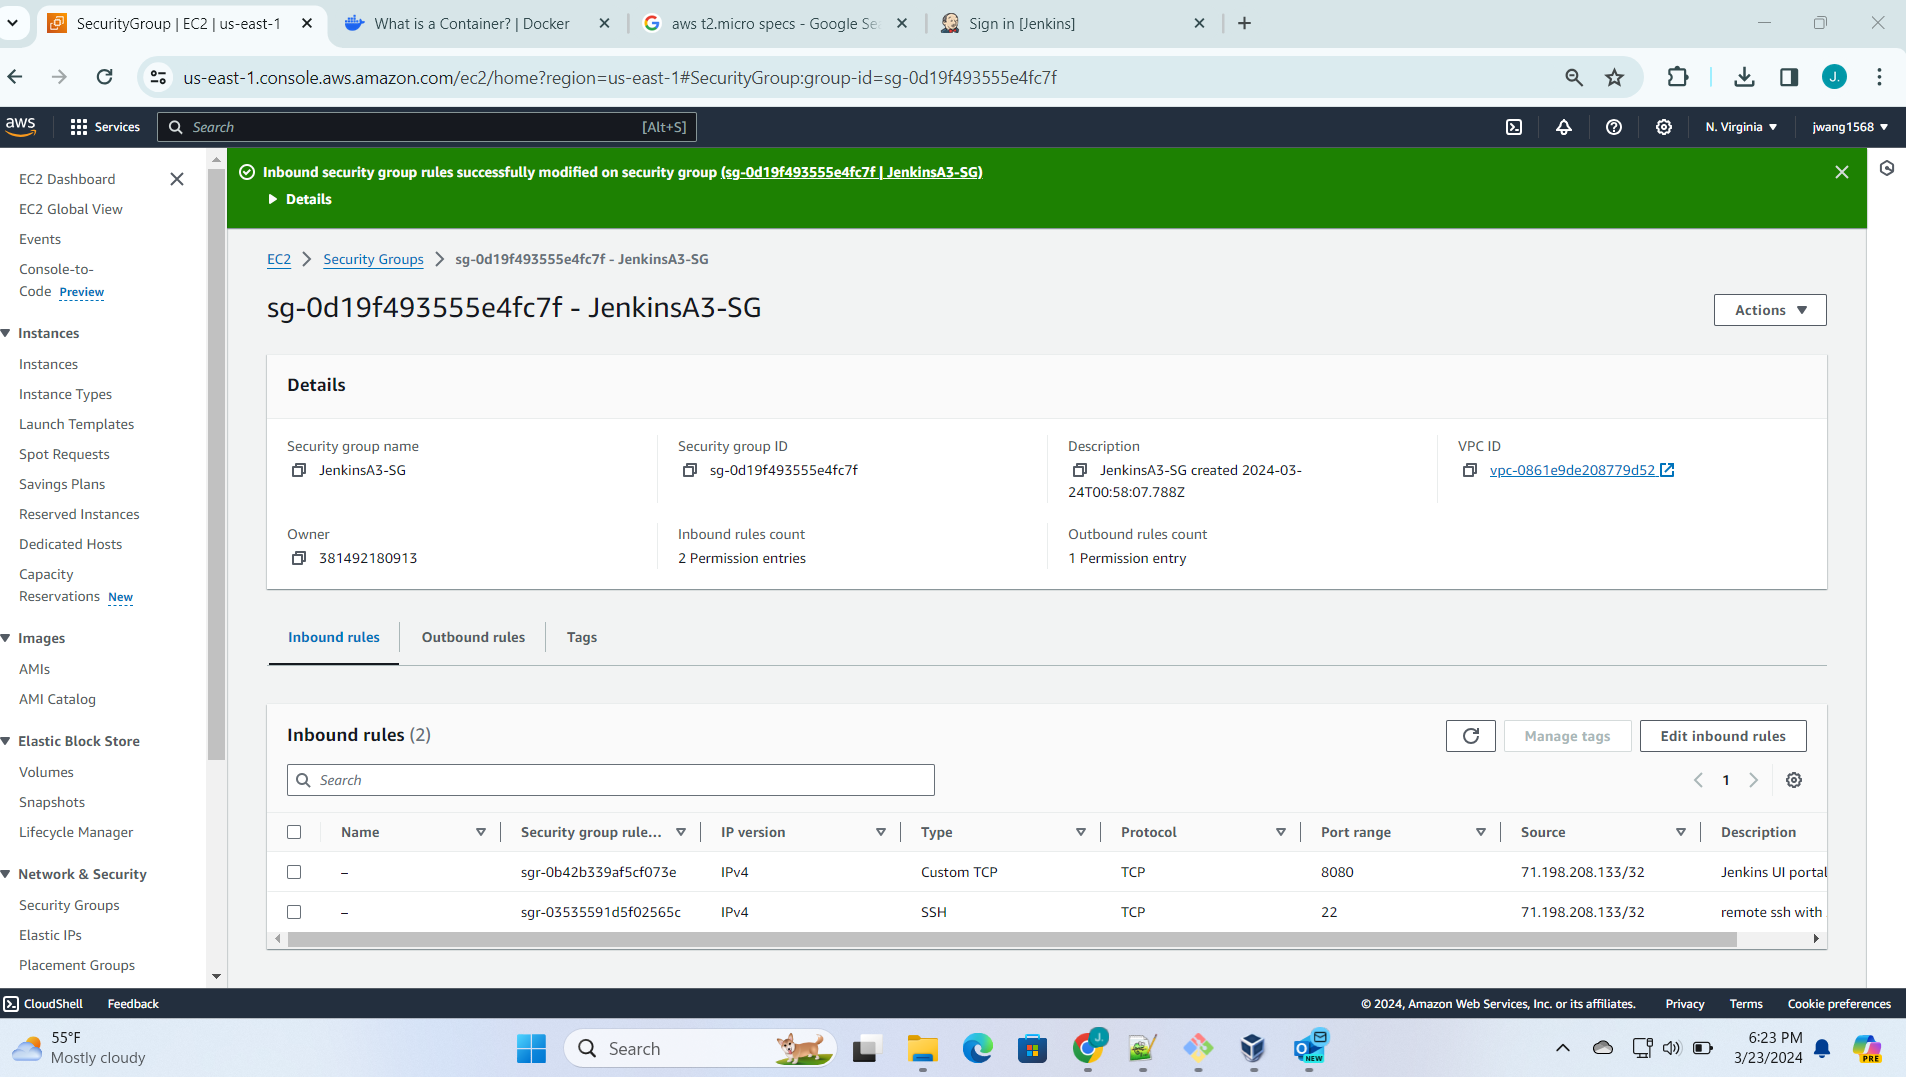 SecurityGroup | EC2 | us-east-1
What is a Container? | Docker
aws t2.micro specs - Google Se
Sign in [Jenkins]
us-east-1.console.aws.amazon.com/ec2/home?region=us-east-1#SecurityGroup:group-id=sg-0d19f493555e4fc7f
J.
aws
Services
Search
[Alt+S]
N. Virginia
jwang1568
EC2 Dashboard
EC2 Global View
Events
Console-to-
Code Preview
Instances
Instances
Instance Types
Launch Templates
Spot Requests
Savings Plans
Reserved Instances
Dedicated Hosts
Capacity
Reservations New
Images
AMIs
AMI Catalog
Elastic Block Store
Volumes
Snapshots
Lifecycle Manager
Network & Security
Security Groups
Elastic IPs
Placement Groups
Inbound security group rules successfully modified on security group (sg-0d19f493555e4fc7f | JenkinsA3-SG)
Details
EC2 Security Groups sg-0d19f493555e4fc7f - JenkinsA3-SG
sg-0d19f493555e4fc7f - JenkinsA3-SG
Actions
Details
Security group name
JenkinsA3-SG
Security group ID
sg-0d19f493555e4fc7f
Description
JenkinsA3-SG created 2024-03-
24T00:58:07.788Z
VPC ID
vpc-0861e9de208779d52
Owner
381492180913
Inbound rules count
2 Permission entries
Outbound rules count
1 Permission entry
Inbound rules
Outbound rules
Tags
Inbound rules (2)
Manage tags
Edit inbound rules
Search
1
Name Security group rule... IP version Type Protocol Port range Source Description
– sgr-0b42b339af5cf073e IPv4 Custom TCP TCP 8080 71.198.208.133/32 Jenkins UI portal
– sgr-03535591d5f02565c IPv4 SSH TCP 22 71.198.208.133/32 remote ssh with
CloudShell
Feedback
© 2024, Amazon Web Services, Inc. or its affiliates.
Privacy
Terms
Cookie preferences
55°F
Mostly cloudy
Search
J.
NEW
6:23 PM
3/23/2024
PRE